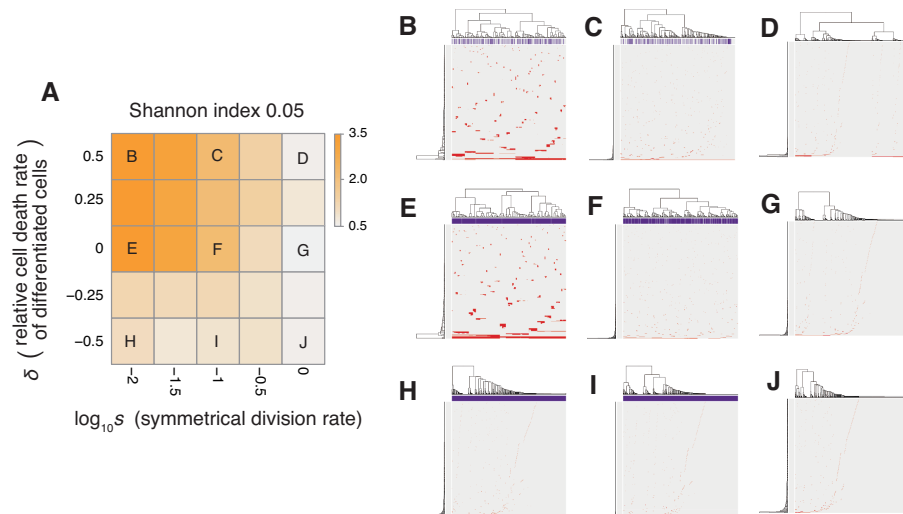 A
Shannon index 0.05
3.5
2.0
0.5
δ ( relative cell death rate
of differentiated cells )
0.5
0.25
0
−0.25
−0.5
B C D
E F G
H I J
−2 −1.5 −1 −0.5 0
log10s (symmetrical division rate)
B
C
D
E
F
G
H
I
J